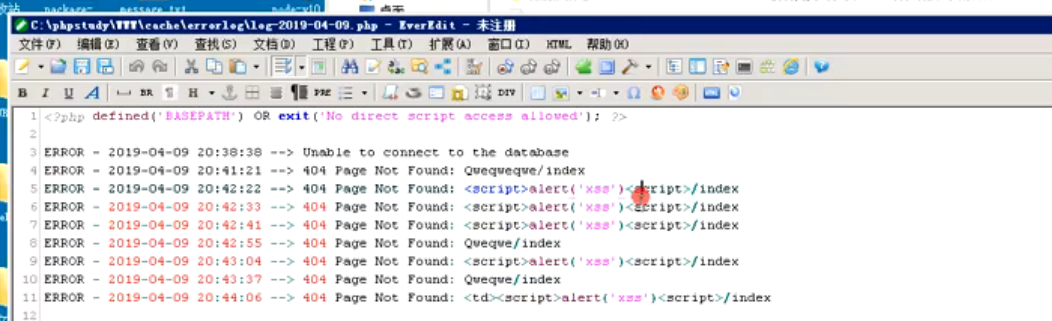 package-
message.txt
node-v10
桌面
C:\phpstudy\WWW\cache\errorlog\log-2019-04-09.php - EverEdit - 未注册
文件(F) 编辑(E) 查看(V) 查找(S) 文档(D) 工程(P) 工具(T) 扩展(A) 窗口(I) HTML 帮助(H)
B I U A BR ¶ H PRE DIV Ω
1 <?php defined('BASEPATH') OR exit('No direct script access allowed'); ?>
2
3 ERROR - 2019-04-09 20:38:38 --> Unable to connect to the database
4 ERROR - 2019-04-09 20:41:21 --> 404 Page Not Found: Qweqweqwe/index
5 ERROR - 2019-04-09 20:42:22 --> 404 Page Not Found: <script>alert('xss')<script>/index
6 ERROR - 2019-04-09 20:42:33 --> 404 Page Not Found: <script>alert('xss')<script>/index
7 ERROR - 2019-04-09 20:42:41 --> 404 Page Not Found: <script>alert('xss')<script>/index
8 ERROR - 2019-04-09 20:42:55 --> 404 Page Not Found: Qweqwe/index
9 ERROR - 2019-04-09 20:43:04 --> 404 Page Not Found: <script>alert('xss')<script>/index
10 ERROR - 2019-04-09 20:43:37 --> 404 Page Not Found: Qweqwe/index
11 ERROR - 2019-04-09 20:44:06 --> 404 Page Not Found: <td><script>alert('xss')<script>/index
12